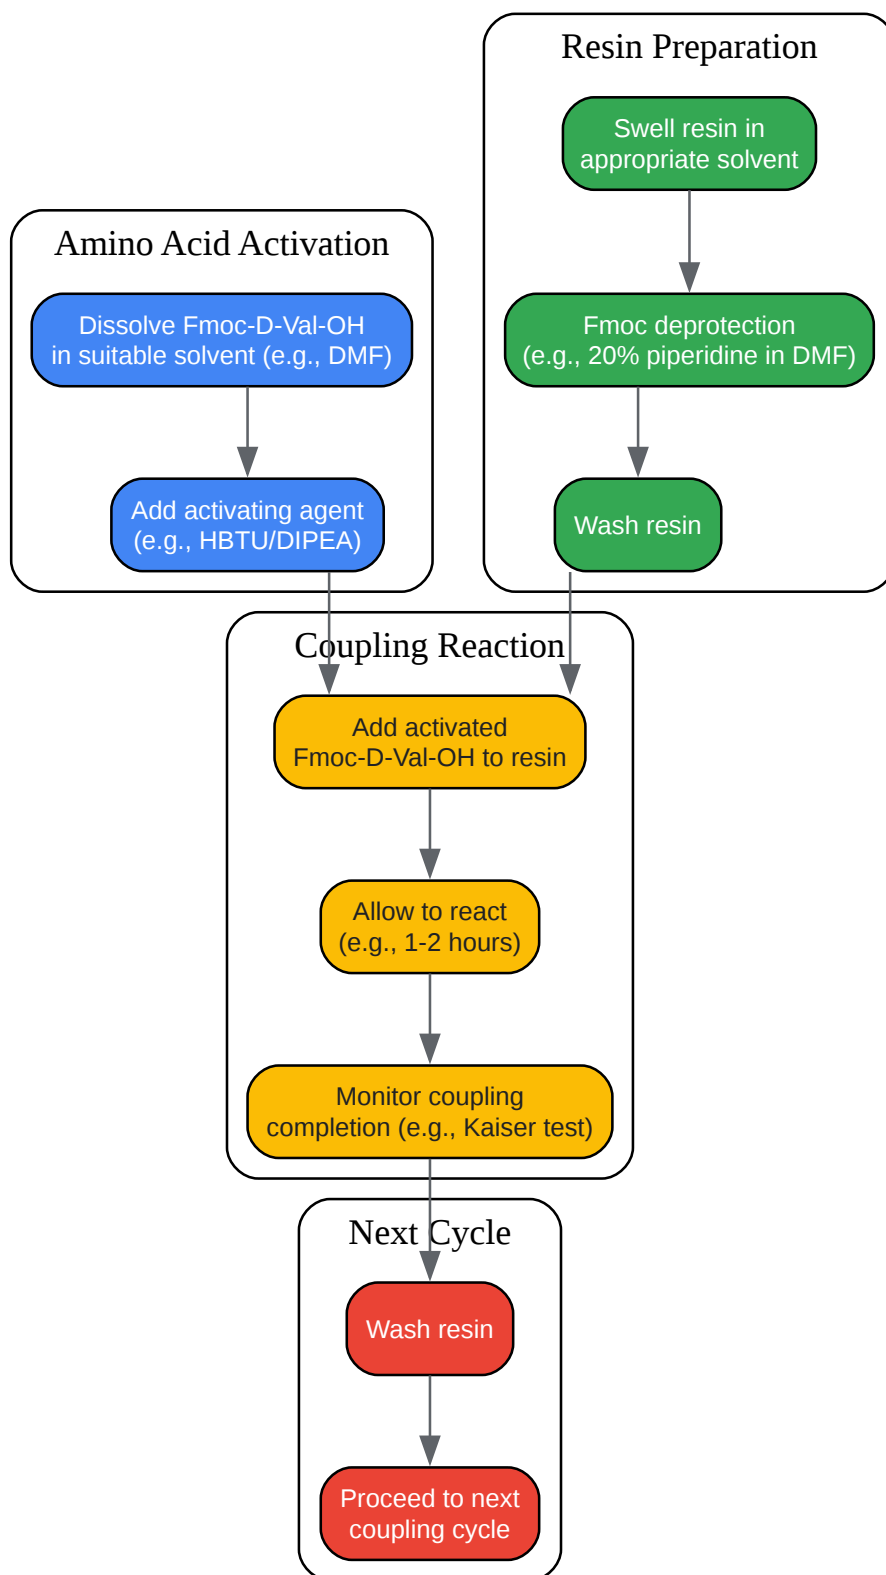 Resin Preparation
Swell resin in
appropriate solvent
Fmoc deprotection
(e.g., 20% piperidine in DMF)
Wash resin
Amino Acid Activation
Dissolve Fmoc-D-Val-OH
in suitable solvent (e.g., DMF)
Add activating agent
(e.g., HBTU/DIPEA)
Coupling Reaction
Add activated
Fmoc-D-Val-OH to resin
Allow to react
(e.g., 1-2 hours)
Monitor coupling
completion (e.g., Kaiser test)
Next Cycle
Wash resin
Proceed to next
coupling cycle